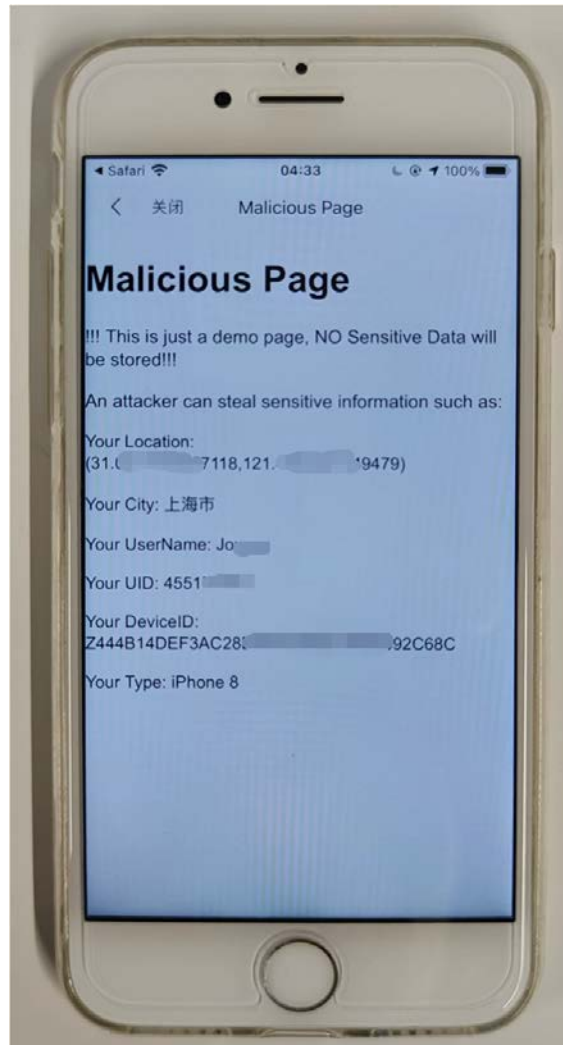 ◀ Safari 04:33 100%
< 关闭 Malicious Page
Malicious Page
!!! This is just a demo page, NO Sensitive Data will
be stored!!!
An attacker can steal sensitive information such as:
Your Location:
(31. 7118,121. 9479)
Your City: 上海市
Your UserName: Jo
Your UID: 4551
Your DeviceID:
Z444B14DEF3AC28 92C68C
Your Type: iPhone 8